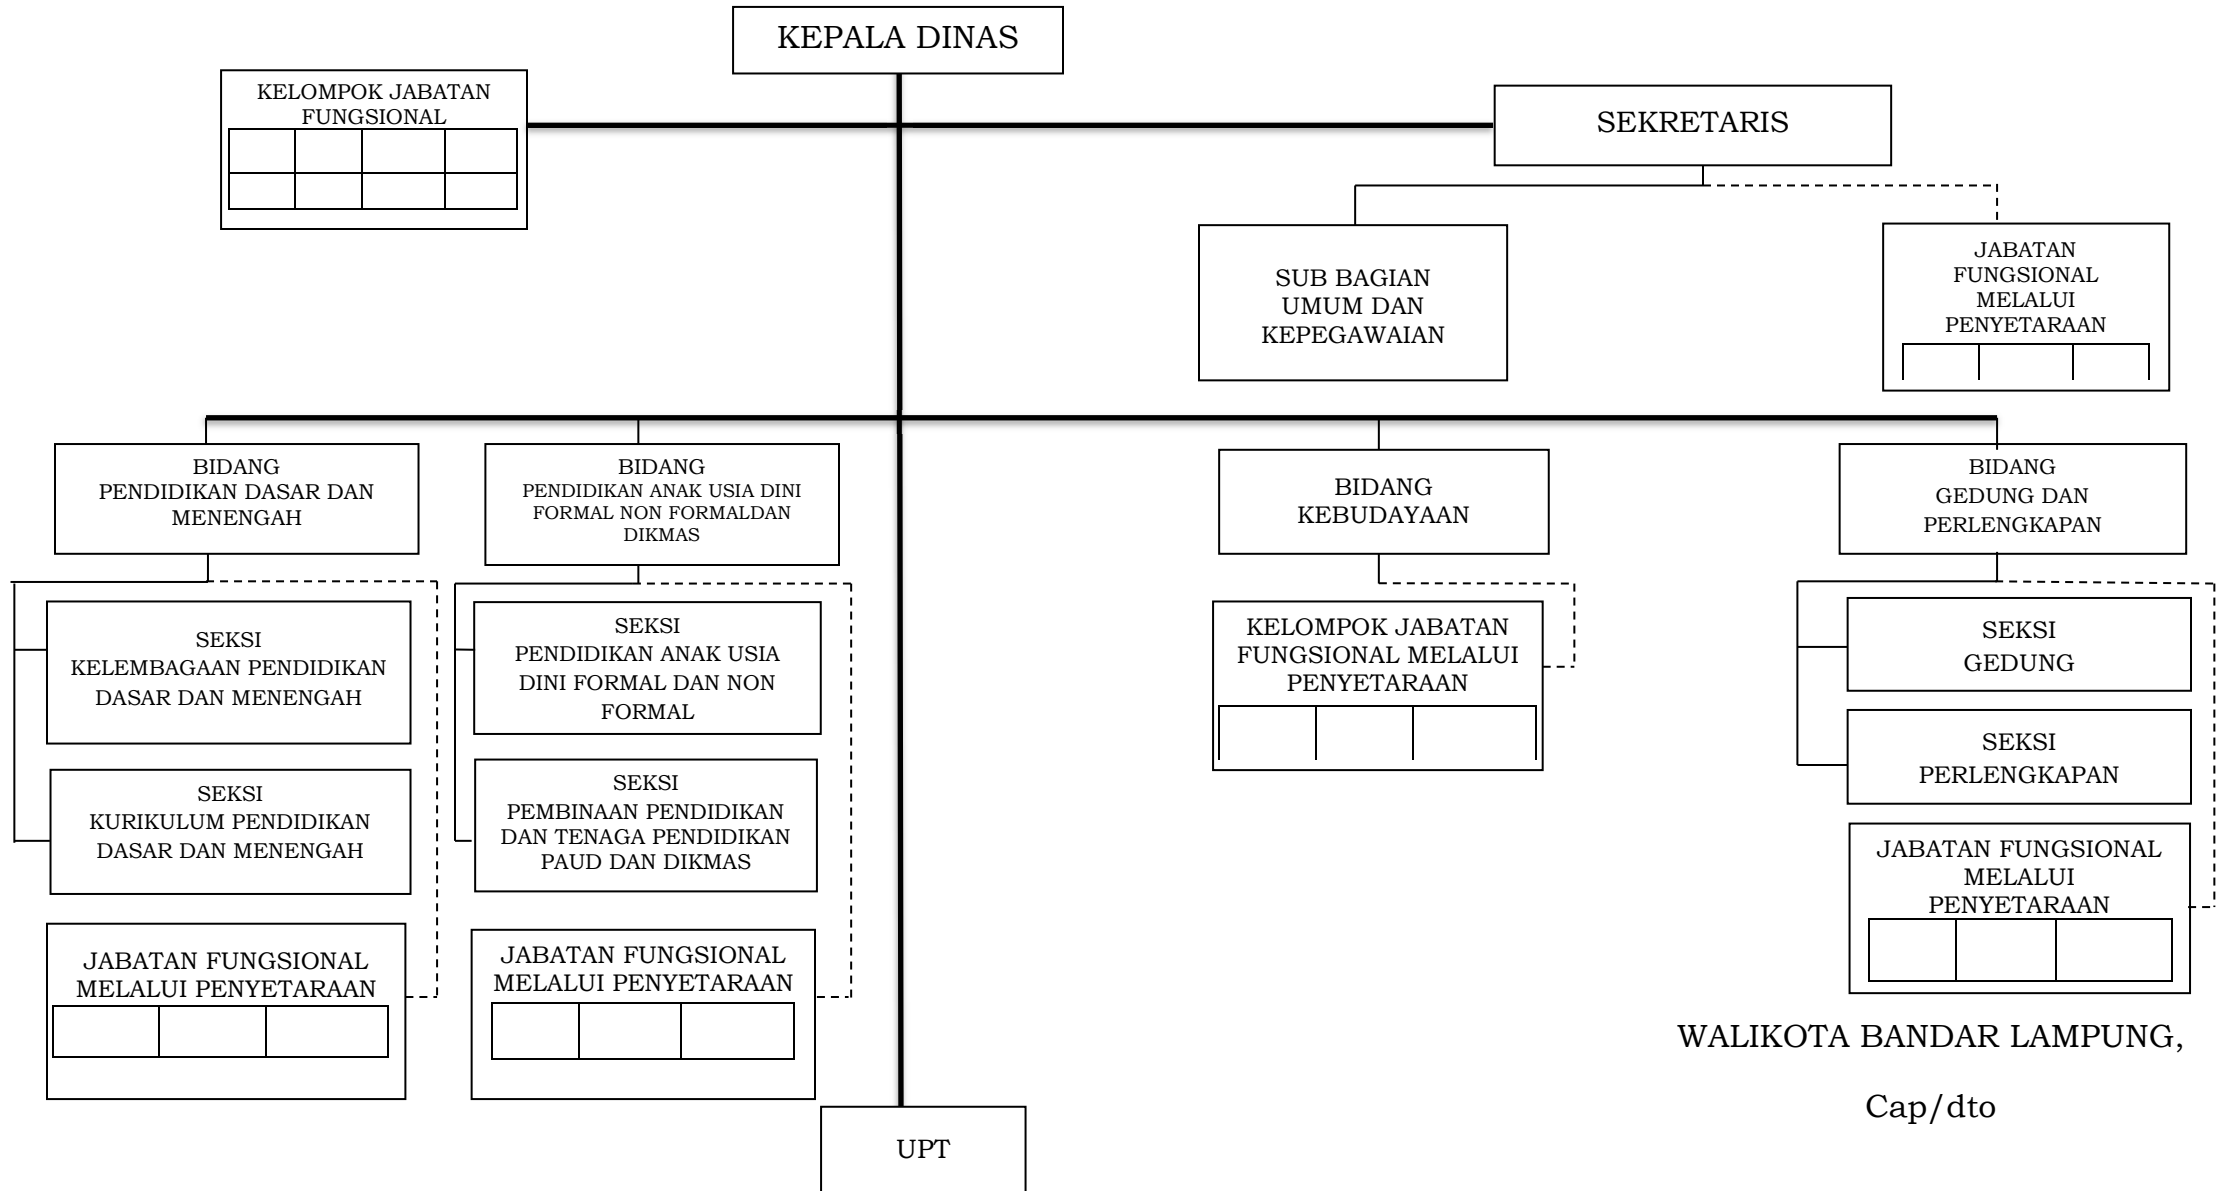 KEPALA DINAS
KELOMPOK JABATAN
FUNGSIONAL
SEKRETARIS
SUB BAGIAN
UMUM DAN
KEPEGAWAIAN
JABATAN
FUNGSIONAL
MELALUI
PENYETARAAN
BIDANG
PENDIDIKAN DASAR DAN
MENENGAH
BIDANG
PENDIDIKAN ANAK USIA DINI
FORMAL NON FORMALDAN
DIKMAS
BIDANG
KEBUDAYAAN
BIDANG
GEDUNG DAN
PERLENGKAPAN
SEKSI
KELEMBAGAAN PENDIDIKAN
DASAR DAN MENENGAH
SEKSI
PENDIDIKAN ANAK USIA
DINI FORMAL DAN NON
FORMAL
KELOMPOK JABATAN
FUNGSIONAL MELALUI
PENYETARAAN
SEKSI
GEDUNG
SEKSI
KURIKULUM PENDIDIKAN
DASAR DAN MENENGAH
SEKSI
PEMBINAAN PENDIDIKAN
DAN TENAGA PENDIDIKAN
PAUD DAN DIKMAS
SEKSI
PERLENGKAPAN
JABATAN FUNGSIONAL
MELALUI PENYETARAAN
JABATAN FUNGSIONAL
MELALUI PENYETARAAN
JABATAN FUNGSIONAL
MELALUI
PENYETARAAN
WALIKOTA BANDAR LAMPUNG,
Cap/dto
UPT